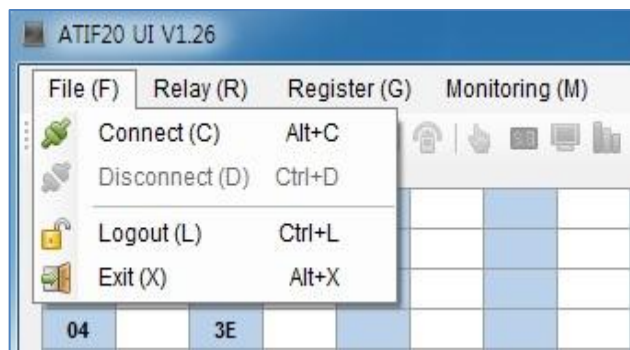 ATIF20 UI V1.26
File (F) Relay (R) Register (G) Monitoring (M)
Connect (C) Alt+C
Disconnect (D) Ctrl+D
Logout (L) Ctrl+L
Exit (X) Alt+X
04 3E